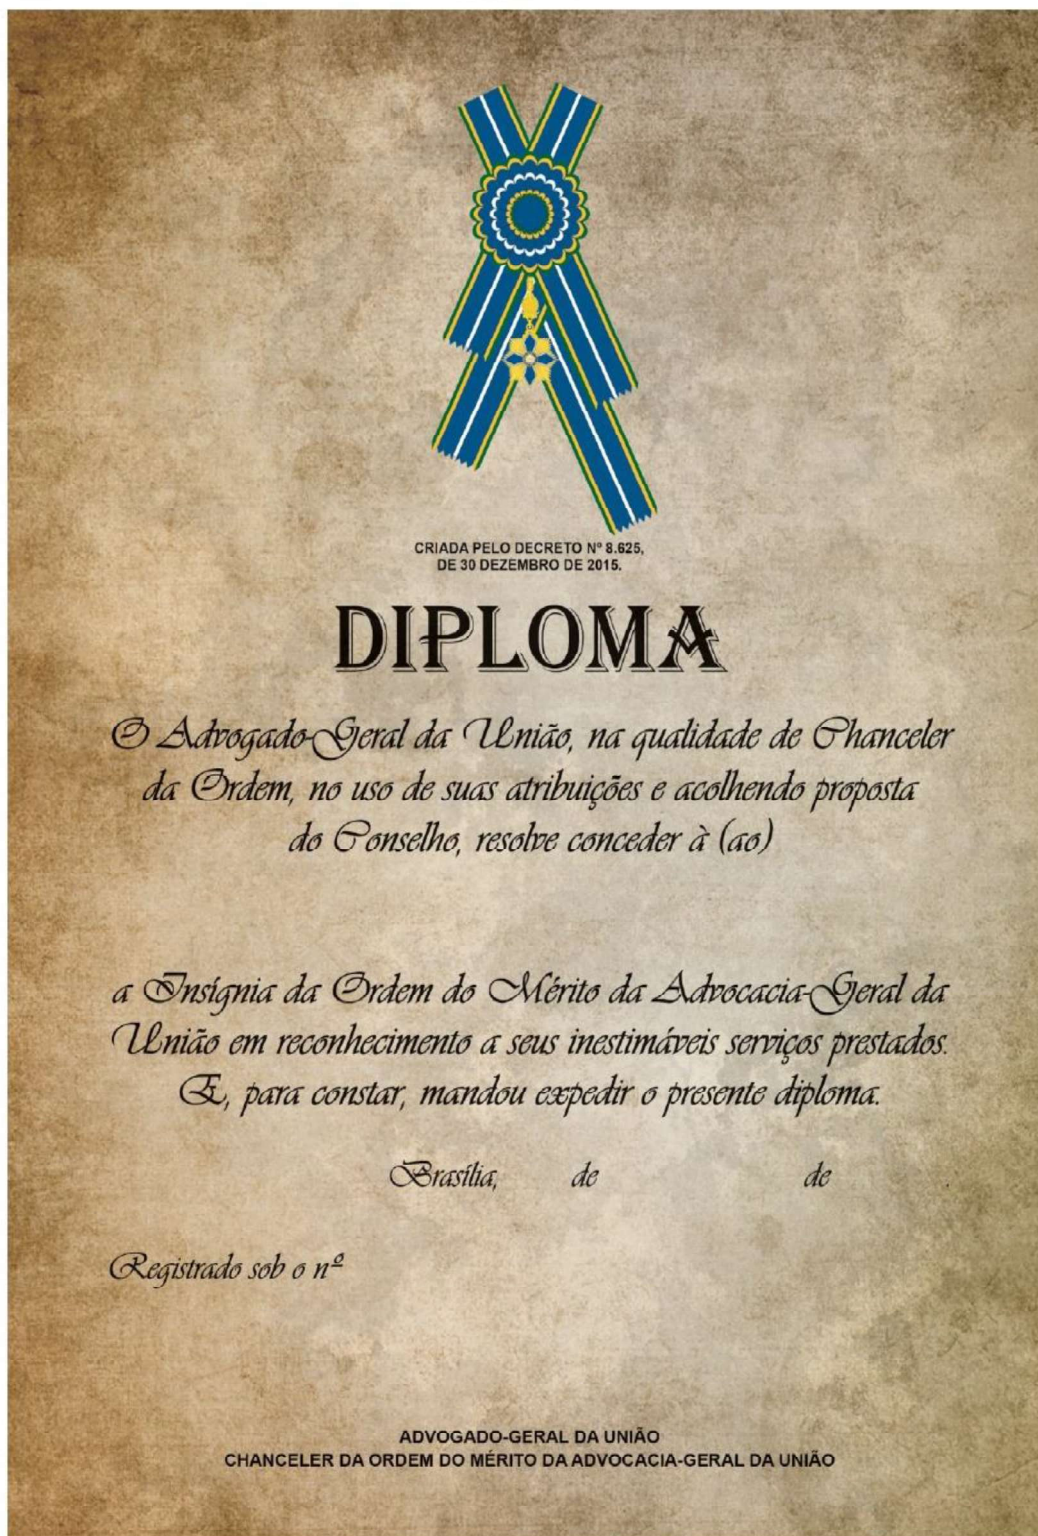 CRIADA PELO DECRETO Nº 8.625,
DE 30 DEZEMBRO DE 2015.
DIPLOMA
O Advogado-Geral da União, na qualidade de Chanceler
da Ordem, no uso de suas atribuições e acolhendo proposta
do Conselho, resolve conceder à (ao)
a Insígnia da Ordem do Mérito da Advocacia-Geral da
União em reconhecimento a seus inestimáveis serviços prestados.
E, para constar, mandou expedir o presente diploma.
Brasília, de de
Registrado sob o nº
ADVOGADO-GERAL DA UNIÃO
CHANCELER DA ORDEM DO MÉRITO DA ADVOCACIA-GERAL DA UNIÃO